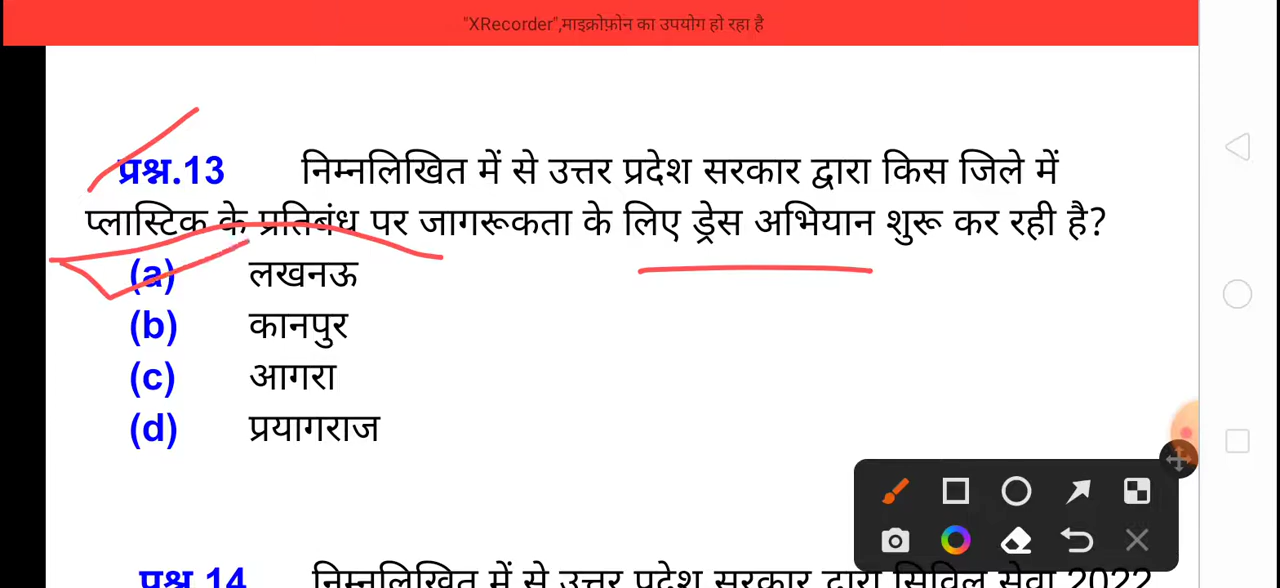 "XRecorder",माइक्रोफ़ोन का उपयोग हो रहा है
प्रश्न.13 निम्नलिखित में से उत्तर प्रदेश सरकार द्वारा किस जिले में
प्लास्टिक के प्रतिबंध पर जागरूकता के लिए ड्रेस अभियान शुरू कर रही है?
(a) लखनऊ
(b) कानपुर
(c) आगरा
(d) प्रयागराज
प्रश्न.14 निम्नलिखित में से उत्तर प्रदेश सरकार द्वारा सिविल सेवा 2022